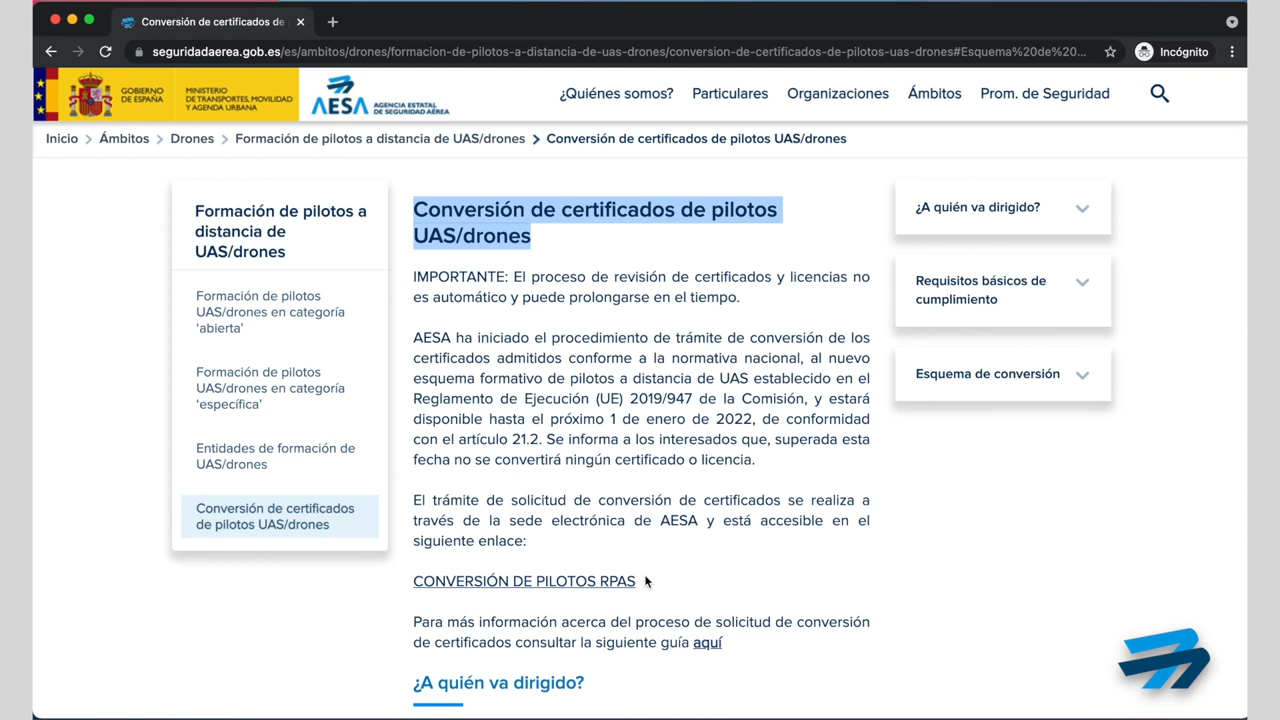 Conversión de certificados de
seguridadaerea.gob.es/es/ambitos/drones/formacion-de-pilotos-a-distancia-de-uas-drones/conversion-de-certificados-de-pilotos-uas-drones#Esquema%20de%20...
Incógnito
GOBIERNO
DE ESPAÑA
MINISTERIO
DE TRANSPORTES, MOVILIDAD
Y AGENDA URBANA
AESA
AGENCIA ESTATAL
DE SEGURIDAD AÉREA
¿Quiénes somos? Particulares Organizaciones Ámbitos Prom. de Seguridad
Inicio > Ámbitos > Drones > Formación de pilotos a distancia de UAS/drones > Conversión de certificados de pilotos UAS/drones
Formación de pilotos a
distancia de
UAS/drones
Formación de pilotos
UAS/drones en categoría
‘abierta’
Formación de pilotos
UAS/drones en categoría
‘específica’
Entidades de formación de
UAS/drones
Conversión de certificados
de pilotos UAS/drones
Conversión de certificados de pilotos
UAS/drones
IMPORTANTE: El proceso de revisión de certificados y licencias no
es automático y puede prolongarse en el tiempo.
AESA ha iniciado el procedimiento de trámite de conversión de los
certificados admitidos conforme a la normativa nacional, al nuevo
esquema formativo de pilotos a distancia de UAS establecido en el
Reglamento de Ejecución (UE) 2019/947 de la Comisión, y estará
disponible hasta el próximo 1 de enero de 2022, de conformidad
con el artículo 21.2. Se informa a los interesados que, superada esta
fecha no se convertirá ningún certificado o licencia.
El trámite de solicitud de conversión de certificados se realiza a
través de la sede electrónica de AESA y está accesible en el
siguiente enlace:
CONVERSIÓN DE PILOTOS RPAS
Para más información acerca del proceso de solicitud de conversión
de certificados consultar la siguiente guía aquí
¿A quién va dirigido?
¿A quién va dirigido?
Requisitos básicos de
cumplimiento
Esquema de conversión